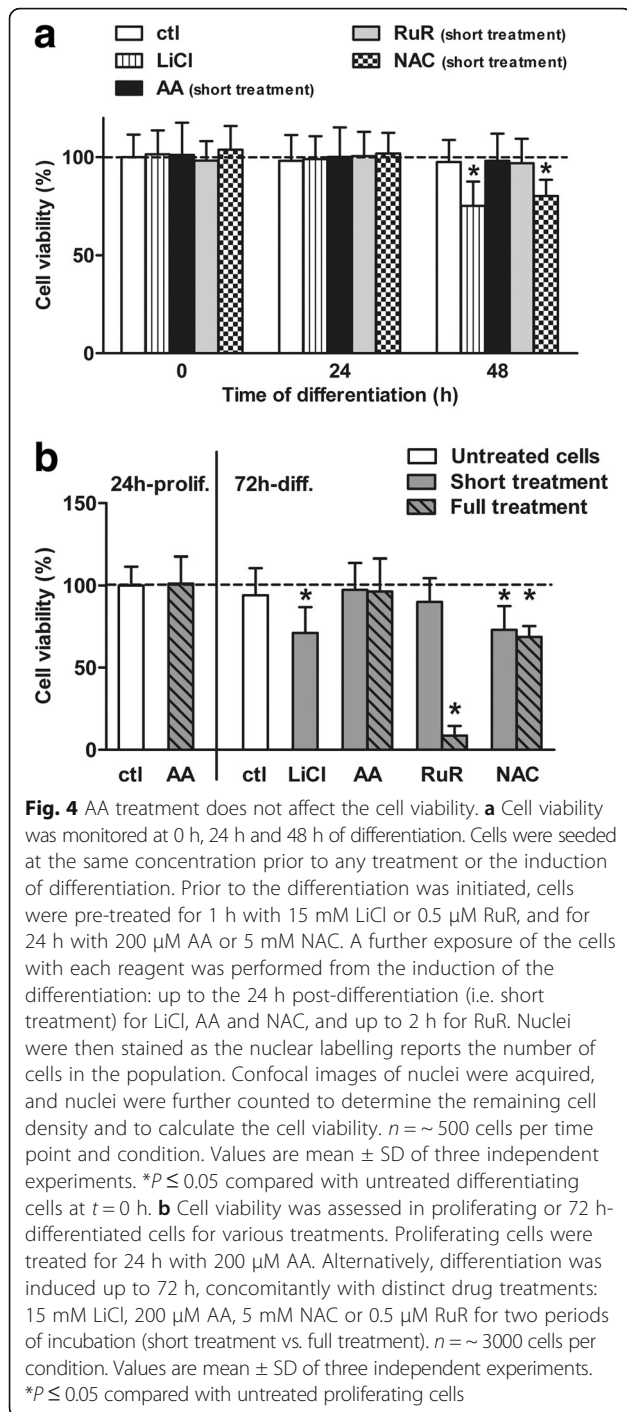 a
ctl
LiCl
AA (short treatment)
RuR (short treatment)
NAC (short treatment)
Cell viability (%)
100
50
0
* *
0 24 48
Time of differentiation (h)
b
Untreated cells
Short treatment
Full treatment
24h-prolif. 72h-diff.
Cell viability (%)
150
100
50
0
* * * *
ctl AA ctl LiCl AA RuR NAC
Fig. 4 AA treatment does not affect the cell viability. a Cell viability
was monitored at 0 h, 24 h and 48 h of differentiation. Cells were seeded
at the same concentration prior to any treatment or the induction
of differentiation. Prior to the differentiation was initiated, cells
were pre-treated for 1 h with 15 mM LiCl or 0.5 μM RuR, and for
24 h with 200 μM AA or 5 mM NAC. A further exposure of the cells
with each reagent was performed from the induction of the
differentiation: up to the 24 h post-differentiation (i.e. short
treatment) for LiCl, AA and NAC, and up to 2 h for RuR. Nuclei
were then stained as the nuclear labelling reports the number of
cells in the population. Confocal images of nuclei were acquired,
and nuclei were further counted to determine the remaining cell
density and to calculate the cell viability. n = ~ 500 cells per time
point and condition. Values are mean ± SD of three independent
experiments. *P ≤ 0.05 compared with untreated differentiating
cells at t = 0 h. b Cell viability was assessed in proliferating or 72 h-
differentiated cells for various treatments. Proliferating cells were
treated for 24 h with 200 μM AA. Alternatively, differentiation was
induced up to 72 h, concomitantly with distinct drug treatments:
15 mM LiCl, 200 μM AA, 5 mM NAC or 0.5 μM RuR for two periods
of incubation (short treatment vs. full treatment). n = ~ 3000 cells per
condition. Values are mean ± SD of three independent experiments.
*P ≤ 0.05 compared with untreated proliferating cells